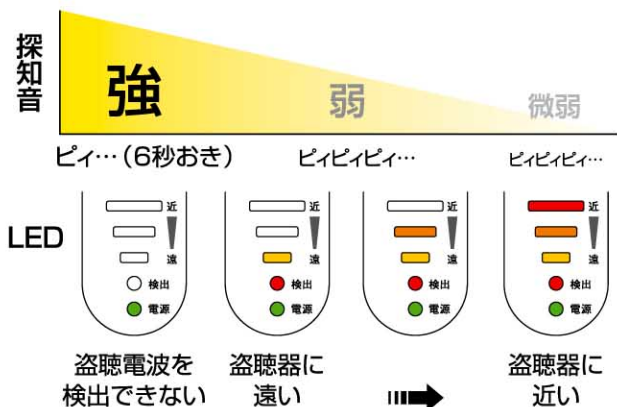 探知音
強
弱
微弱
ピィ…(6秒おき)
ピィピィピィ…
ピィピィピィ…
LED
近
遠
検出
電源
近
遠
検出
電源
近
遠
検出
電源
近
遠
検出
電源
盗聴電波を
検出できない
盗聴器に
遠い
盗聴器に
近い